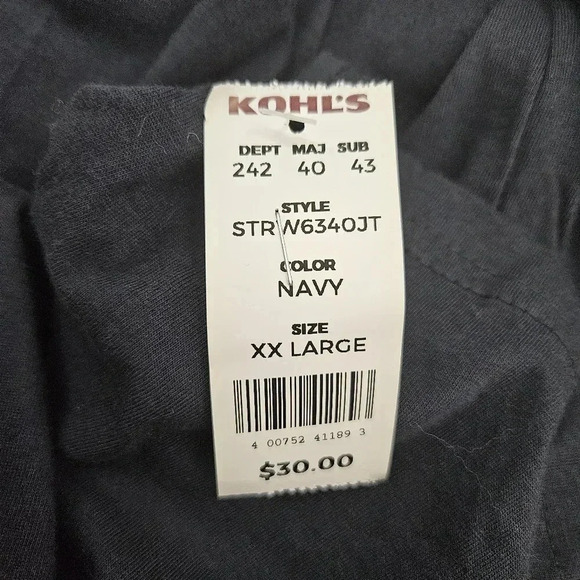 KOHL'S
DEPT MAJ SUB
242 40 43
STYLE
STRW6340JT
COLOR
NAVY
SIZE
XX LARGE
4 00752 41189 3
$30.00